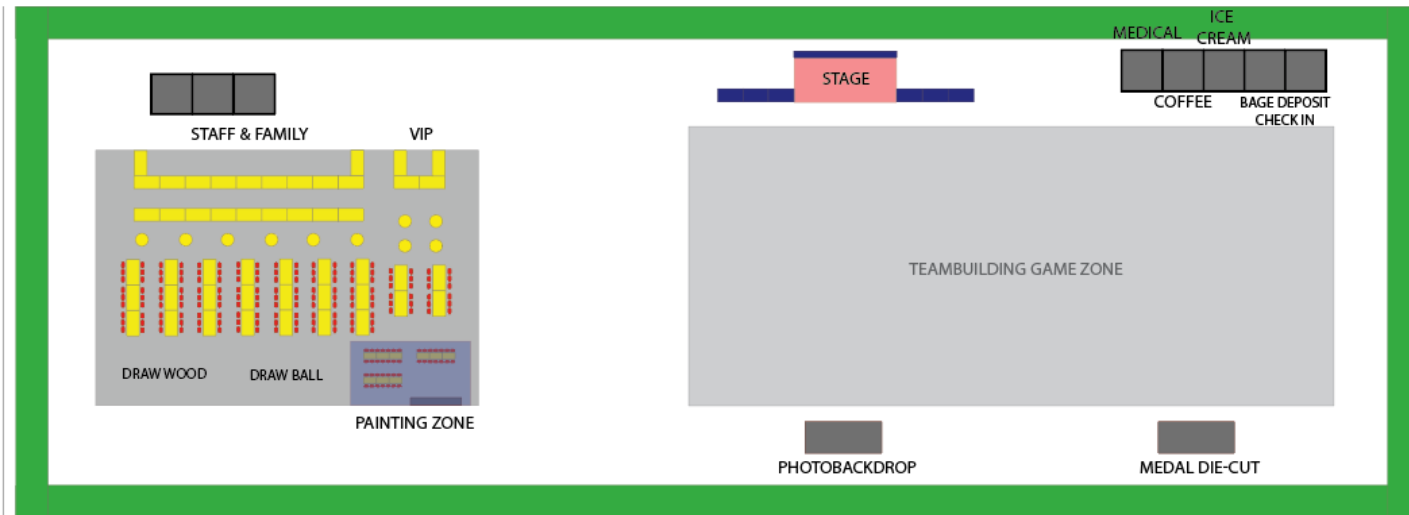 ICE
MEDICAL
CREAM
STAGE
COFFEE
BAGE DEPOSIT
CHECK IN
STAFF & FAMILY
VIP
TEAMBUILDING GAME ZONE
DRAW WOOD
DRAW BALL
PAINTING ZONE
PHOTOBACKDROP
MEDAL DIE-CUT